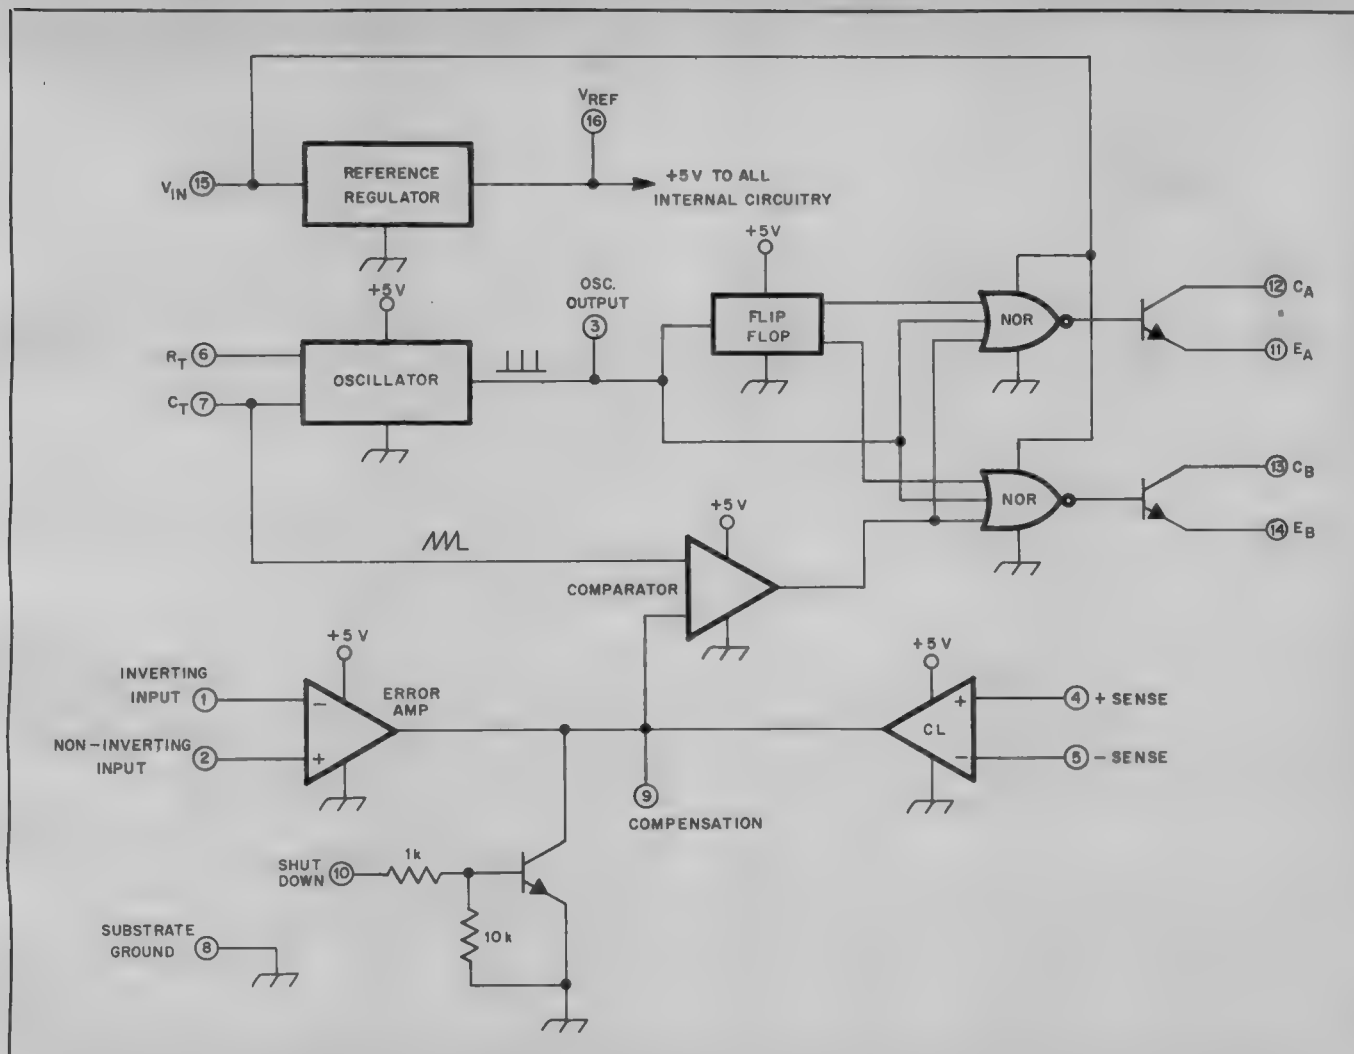 VREF
16
VIN 15
REFERENCE
REGULATOR
+5V TO ALL
INTERNAL CIRCUITRY
+5V
+5V
OSC.
OUTPUT
3
FLIP
FLOP
NOR
12 CA
11 EA
RT 6
CT 7
OSCILLATOR
13 CB
NOR
14 EB
+5V
COMPARATOR
+5V
+5V
INVERTING
INPUT 1
−
ERROR
AMP
NON-INVERTING
INPUT 2
+
+
CL
−
4 + SENSE
5 − SENSE
9
COMPENSATION
SHUT
DOWN 10
1k
10k
SUBSTRATE
GROUND 8